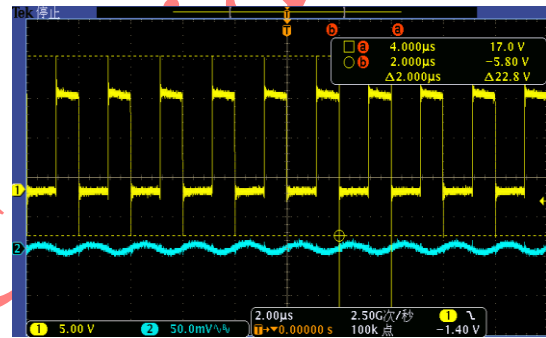 Tek 停止
T
T
b a
a 4.000μs 17.0 V
b 2.000μs −5.80 V
Δ2.000μs Δ22.8 V
1
2
1 5.00 V
2 50.0mV
2.00μs
T→▼0.00000 s
2.50G次/秒
100k 点
1
−1.40 V